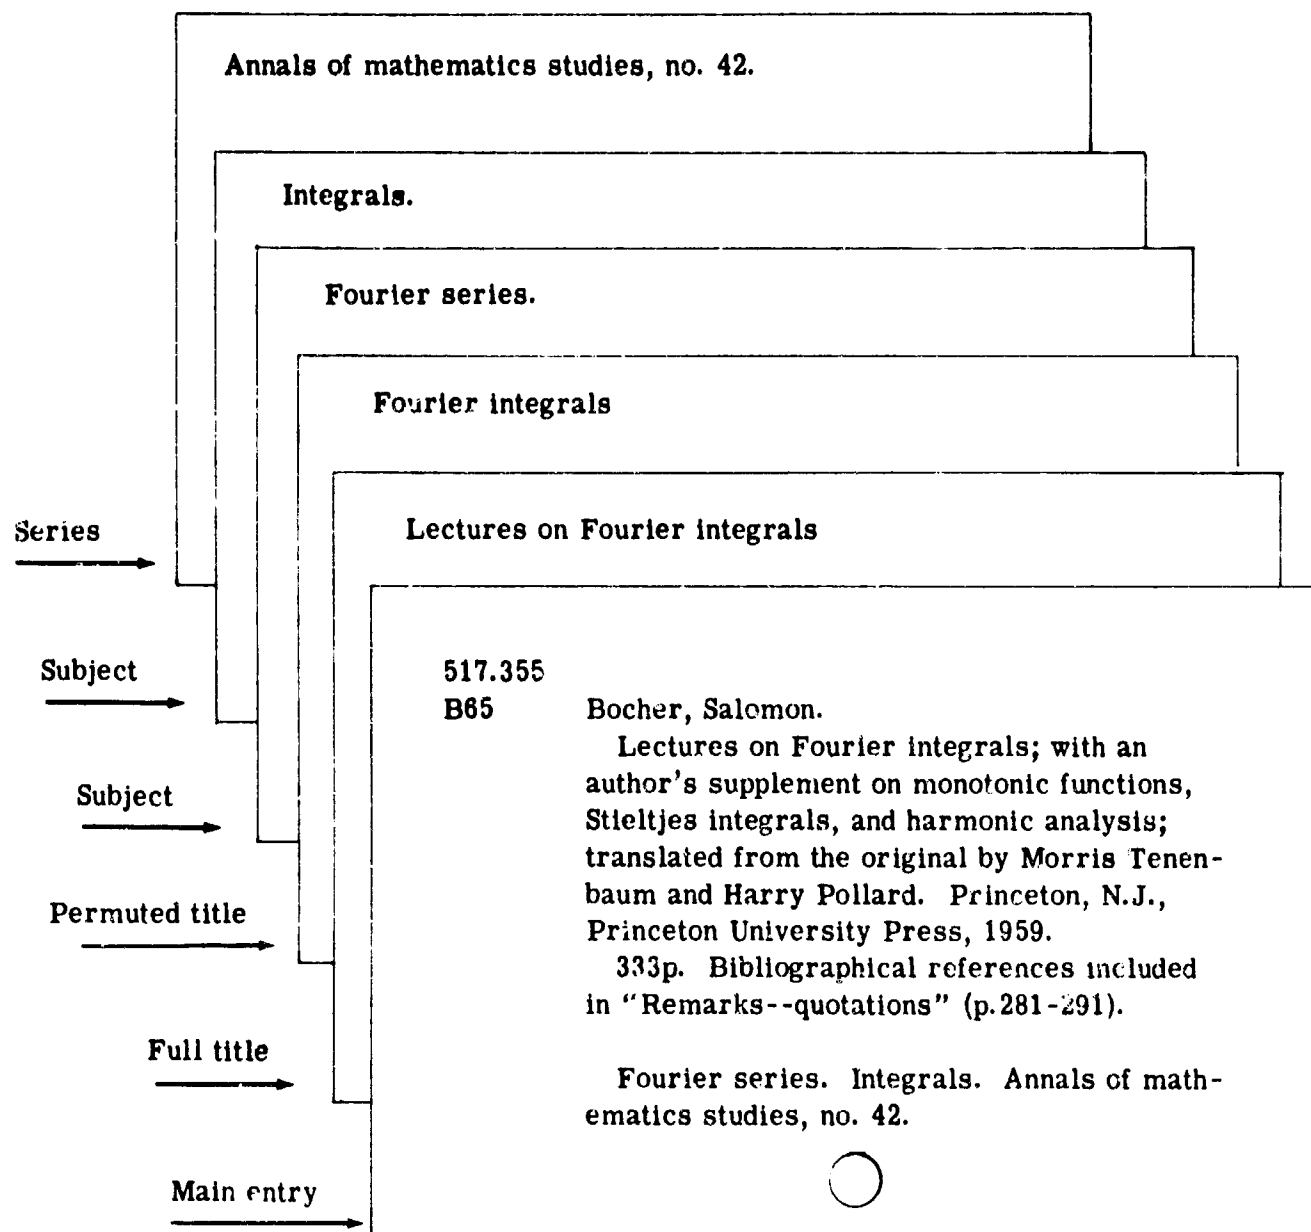 Annals of mathematics studies, no. 42.
Integrals.
Fourier series.
Fourier integrals
Lectures on Fourier integrals
Series
Subject
Subject
Permuted title
Full title
Main entry
517.355
B65 Bocher, Salomon.
Lectures on Fourier integrals; with an
author's supplement on monotonic functions,
Stieltjes integrals, and harmonic analysis;
translated from the original by Morris Tenen-
baum and Harry Pollard. Princeton, N.J.,
Princeton University Press, 1959.
333p. Bibliographical references included
in "Remarks--quotations" (p.281-291).
Fourier series. Integrals. Annals of math-
ematics studies, no. 42.